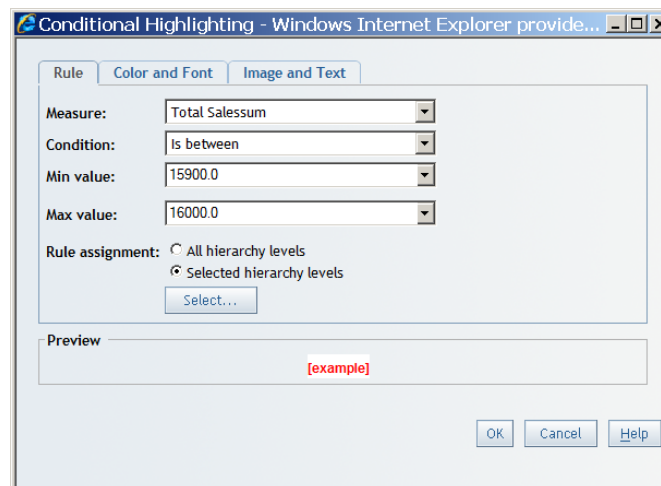 Conditional Highlighting - Windows Internet Explorer provide...
Rule Color and Font Image and Text
Measure: Total Salessum
Condition: Is between
Min value: 15900.0
Max value: 16000.0
Rule assignment: All hierarchy levels
Selected hierarchy levels
Select...
Preview
[example]
OK Cancel Help